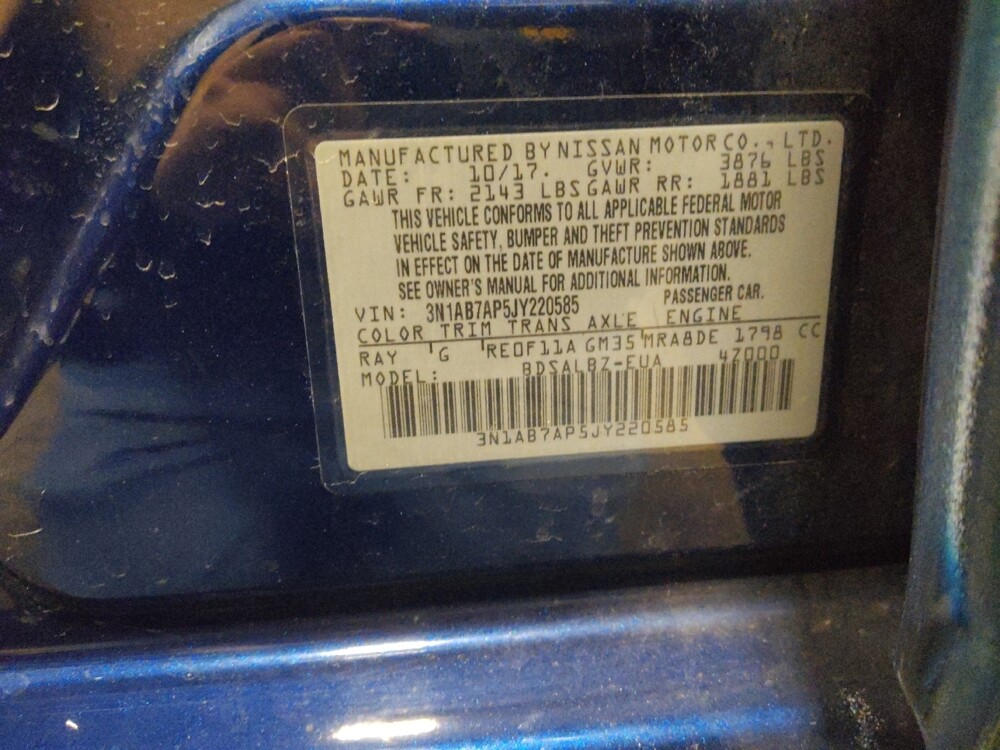 MANUFACTURED BY NISSAN MOTOR CO., LTD.
DATE: 10/17. GVWR: 3876 LBS
GAWR FR: 2143 LBS GAWR RR: 1881 LBS
THIS VEHICLE CONFORMS TO ALL APPLICABLE FEDERAL MOTOR
VEHICLE SAFETY, BUMPER AND THEFT PREVENTION STANDARDS
IN EFFECT ON THE DATE OF MANUFACTURE SHOWN ABOVE.
SEE OWNER'S MANUAL FOR ADDITIONAL INFORMATION.
PASSENGER CAR.
VIN: 3N1AB7AP5JY220585
COLOR TRIM TRANS AXLE ENGINE
RAY G RE0F11A GM35 MRA8DE 1798 CC
MODEL: BDSALBZ-EUA 4Z000
3N1AB7AP5JY220585